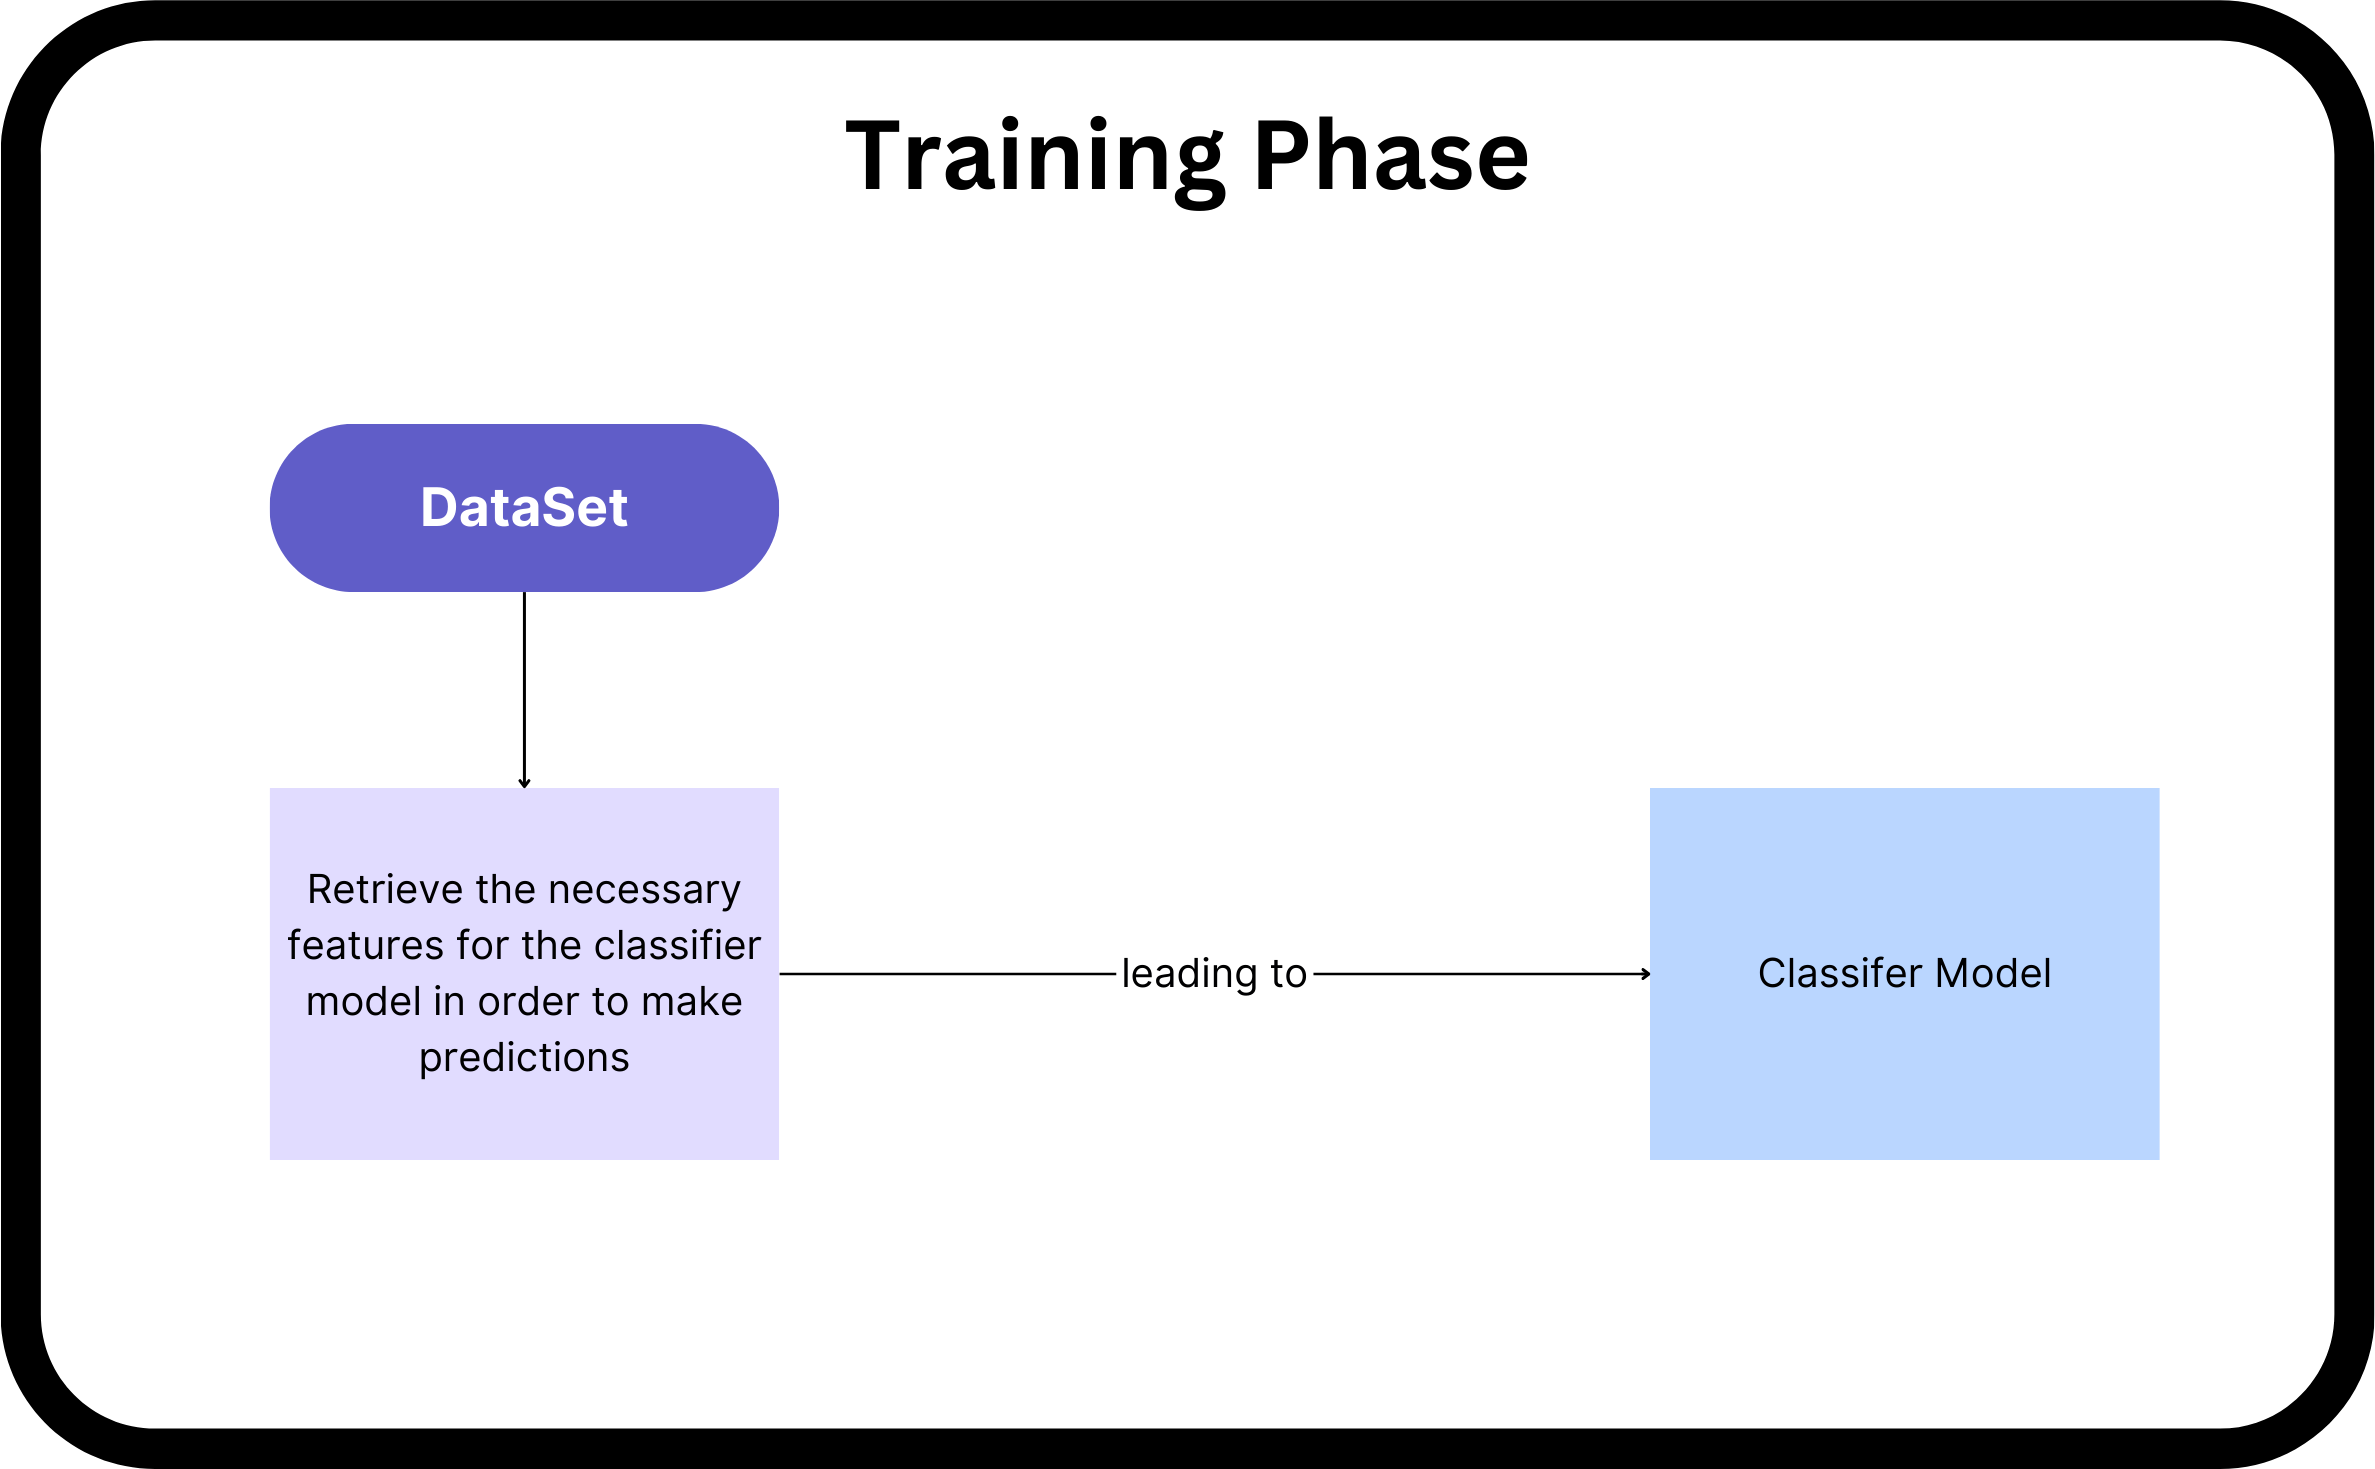 Training Phase
DataSet
Retrieve the necessary
features for the classifier
model in order to make
predictions
leading to
Classifer Model